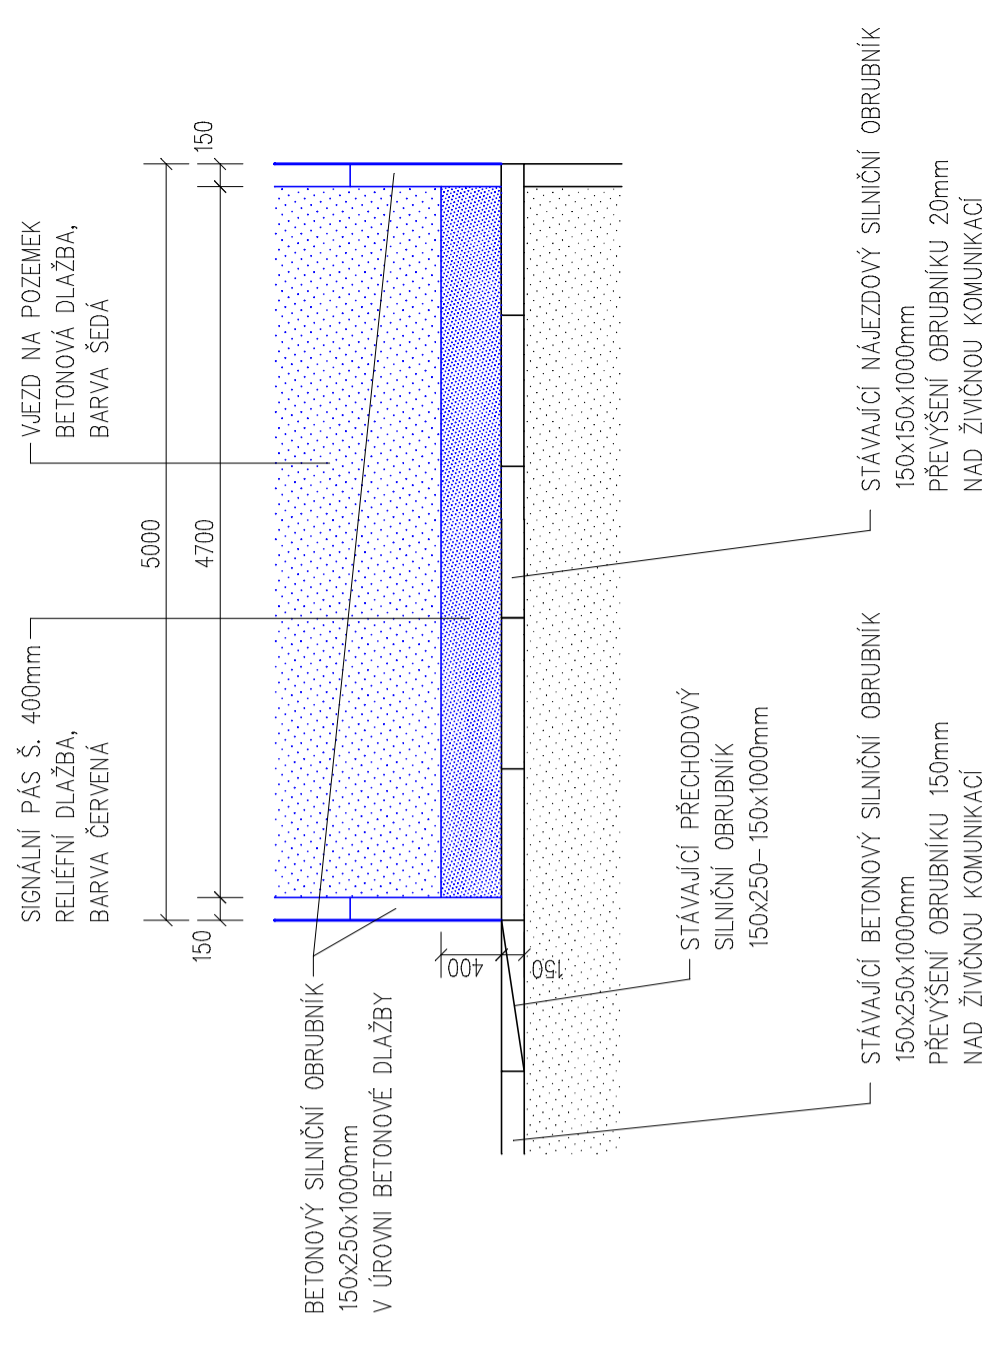 SIGNÁLNÍ PÁS Š. 400mm
RELIÉFNÍ DLAŽBA,
BARVA ČERVENÁ
VJEZD NA POZEMEK
BETONOVÁ DLAŽBA,
BARVA ŠEDÁ
5000
150
4700
150
BETONOVÝ SILNIČNÍ OBRUBNÍK
150x250x1000mm
V ÚROVNI BETONOVÉ DLAŽBY
400
150
STÁVAJÍCÍ PŘECHODOVÝ
SILNIČNÍ OBRUBNÍK
150x250-150x1000mm
STÁVAJÍCÍ BETONOVÝ SILNIČNÍ OBRUBNÍK
150x250x1000mm
PŘEVÝŠENÍ OBRUBNÍKU 150mm
NAD ŽIVIČNOU KOMUNIKACÍ
STÁVAJÍCÍ NÁJEZDOVÝ SILNIČNÍ OBRUBNÍK
150x150x1000mm
PŘEVÝŠENÍ OBRUBNÍKU 20mm
NAD ŽIVIČNOU KOMUNIKACÍ